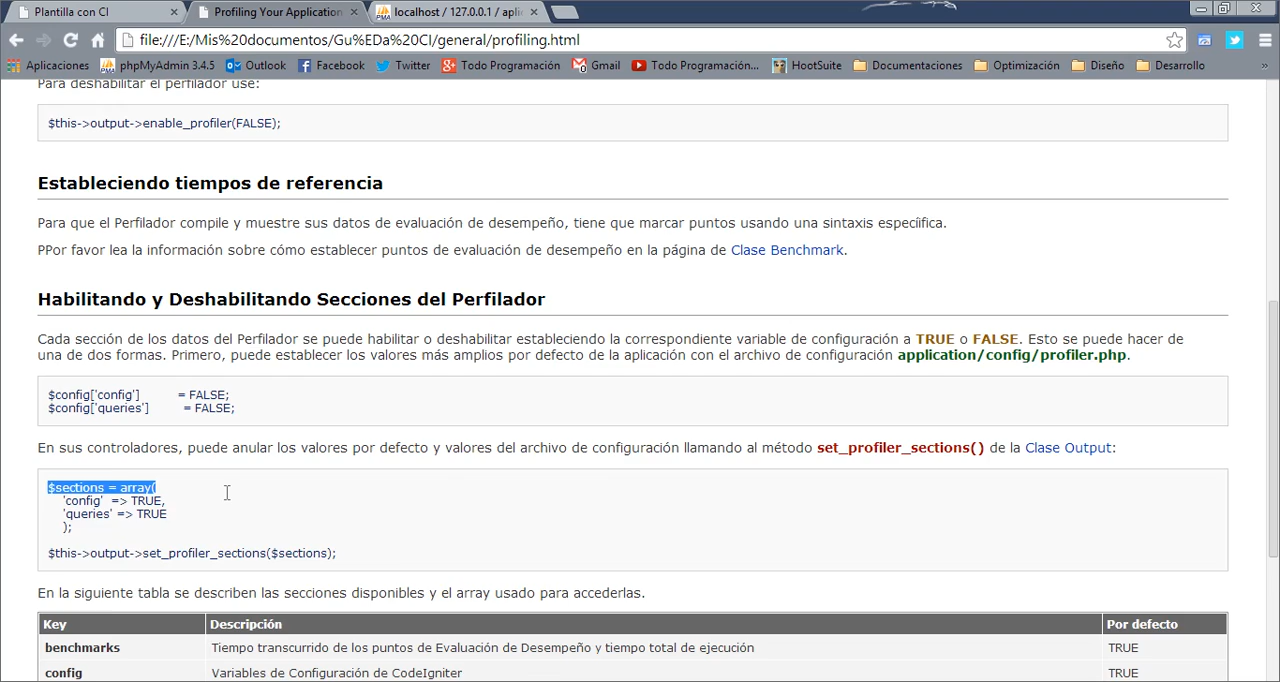 Plantilla con CI
Profiling Your Application
localhost / 127.0.0.1 / apli
file:///E:/Mis%20documentos/Gu%EDa%20CI/general/profiling.html
Aplicaciones phpMyAdmin 3.4.5 Outlook Facebook Twitter Todo Programación Gmail Todo Programación... HootSuite Documentaciones Optimización Diseño Desarrollo »
Para deshabilitar el perfilador use:
$this->output->enable_profiler(FALSE);
Estableciendo tiempos de referencia
Para que el Perfilador compile y muestre sus datos de evaluación de desempeño, tiene que marcar puntos usando una sintaxis especíifica.
PPor favor lea la información sobre cómo establecer puntos de evaluación de desempeño en la página de Clase Benchmark.
Habilitando y Deshabilitando Secciones del Perfilador
Cada sección de los datos del Perfilador se puede habilitar o deshabilitar estableciendo la correspondiente variable de configuración a TRUE o FALSE. Esto se puede hacer de
una de dos formas. Primero, puede establecer los valores más amplios por defecto de la aplicación con el archivo de configuración application/config/profiler.php.
$config['config'] = FALSE;
$config['queries'] = FALSE;
En sus controladores, puede anular los valores por defecto y valores del archivo de configuración llamando al método set_profiler_sections() de la Clase Output:
$sections = array(
'config' => TRUE,
'queries' => TRUE
);
$this->output->set_profiler_sections($sections);
En la siguiente tabla se describen las secciones disponibles y el array usado para accederlas.
Key Descripción Por defecto
benchmarks Tiempo transcurrido de los puntos de Evaluación de Desempeño y tiempo total de ejecución TRUE
config Variables de Configuración de CodeIgniter TRUE